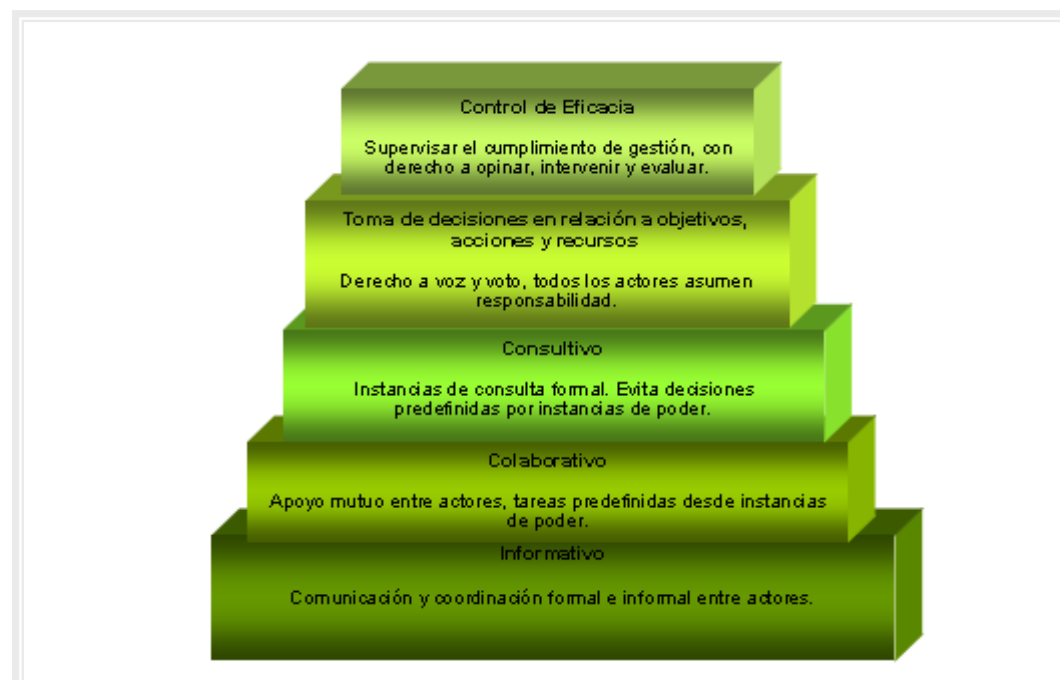 Control de Eficacia
Supervisar el cumplimiento de gestión, con
derecho a opinar, intervenir y evaluar.
Toma de decisiones en relación a objetivos,
acciones y recursos
Derecho a voz y voto, todos los actores asumen
responsabilidad.
Consultivo
Instancias de consulta formal. Evita decisiones
predefinidas por instancias de poder.
Colaborativo
Apoyo mutuo entre actores, tareas predefinidas desde instancias
de poder.
Informativo
Comunicación y coordinación formal e informal entre actores.